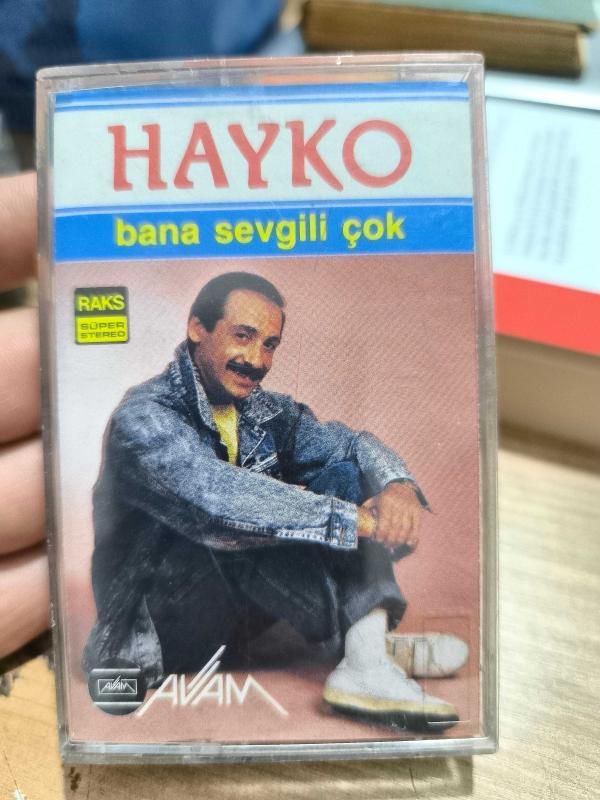 HAYKO
bana sevgili çok
RAKS
SÜPER
STEREO
AVAM
AVAM